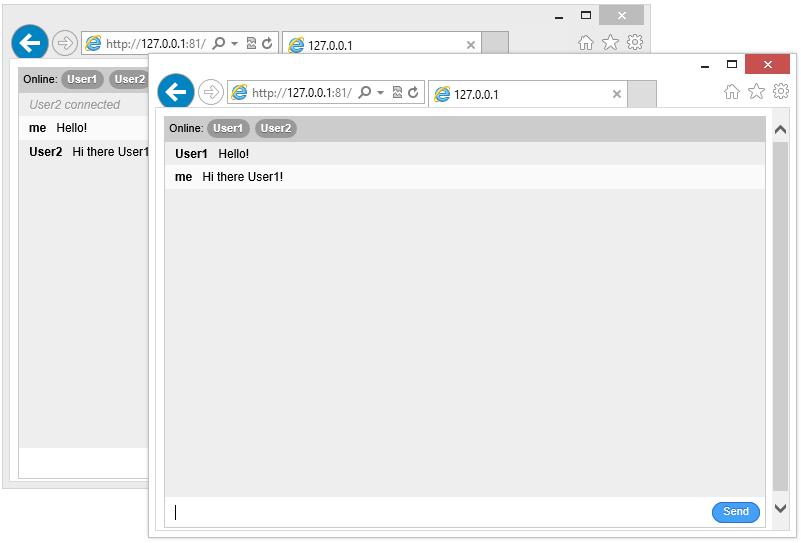 http://127.0.0.1:81/
127.0.0.1
Online: User1 User2
User2 connected
me Hello!
User2 Hi there User1
http://127.0.0.1:81/
127.0.0.1
Online: User1 User2
User1 Hello!
me Hi there User1!
Send